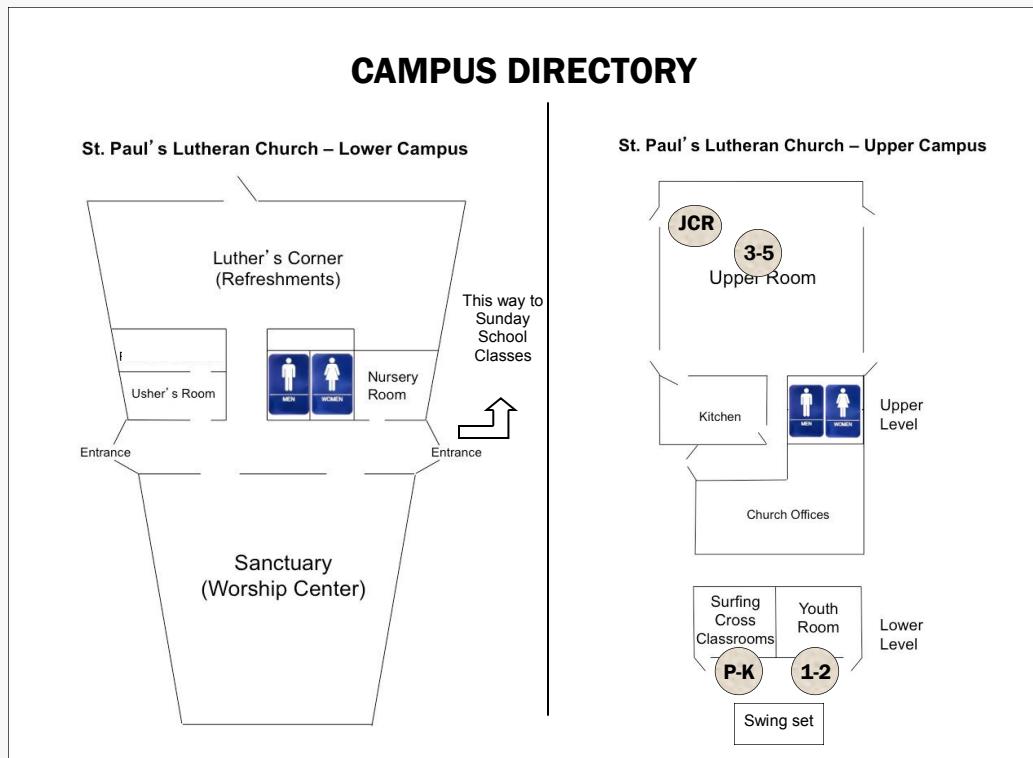 CAMPUS DIRECTORY
St. Paul’s Lutheran Church – Lower Campus
Luther’s Corner
(Refreshments)
This way to
Sunday
School
Classes
Usher’s Room
MEN
WOMEN
Nursery
Room
Entrance
Entrance
Sanctuary
(Worship Center)
St. Paul’s Lutheran Church – Upper Campus
JCR
3-5
Upper Room
Kitchen
MEN
WOMEN
Upper
Level
Church Offices
Surfing
Cross
Classrooms
Youth
Room
Lower
Level
P-K
1-2
Swing set